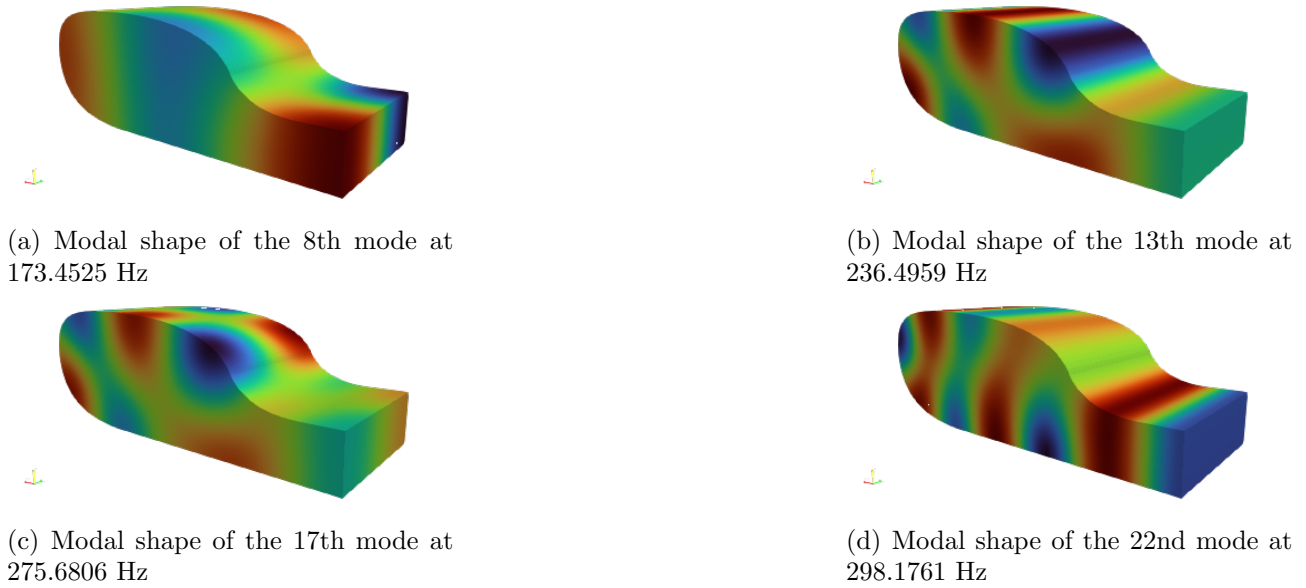 (a) Modal shape of the 8th mode at
173.4525 Hz
(b) Modal shape of the 13th mode at
236.4959 Hz
(c) Modal shape of the 17th mode at
275.6806 Hz
(d) Modal shape of the 22nd mode at
298.1761 Hz